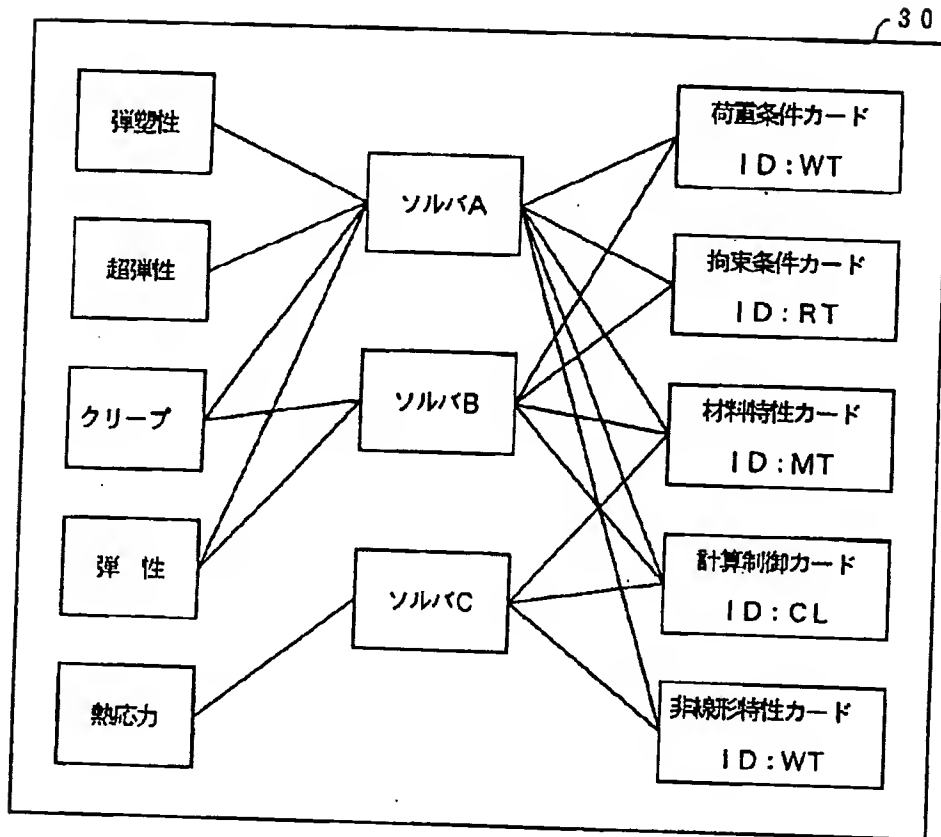 30
弾塑性
超弾性
クリープ
弾 性
熱応力
ソルバA
ソルバB
ソルバC
荷重条件カード
ID:WT
拘束条件カード
ID:RT
材料特性カード
ID:MT
計算制御カード
ID:CL
非線形特性カード
ID:WT